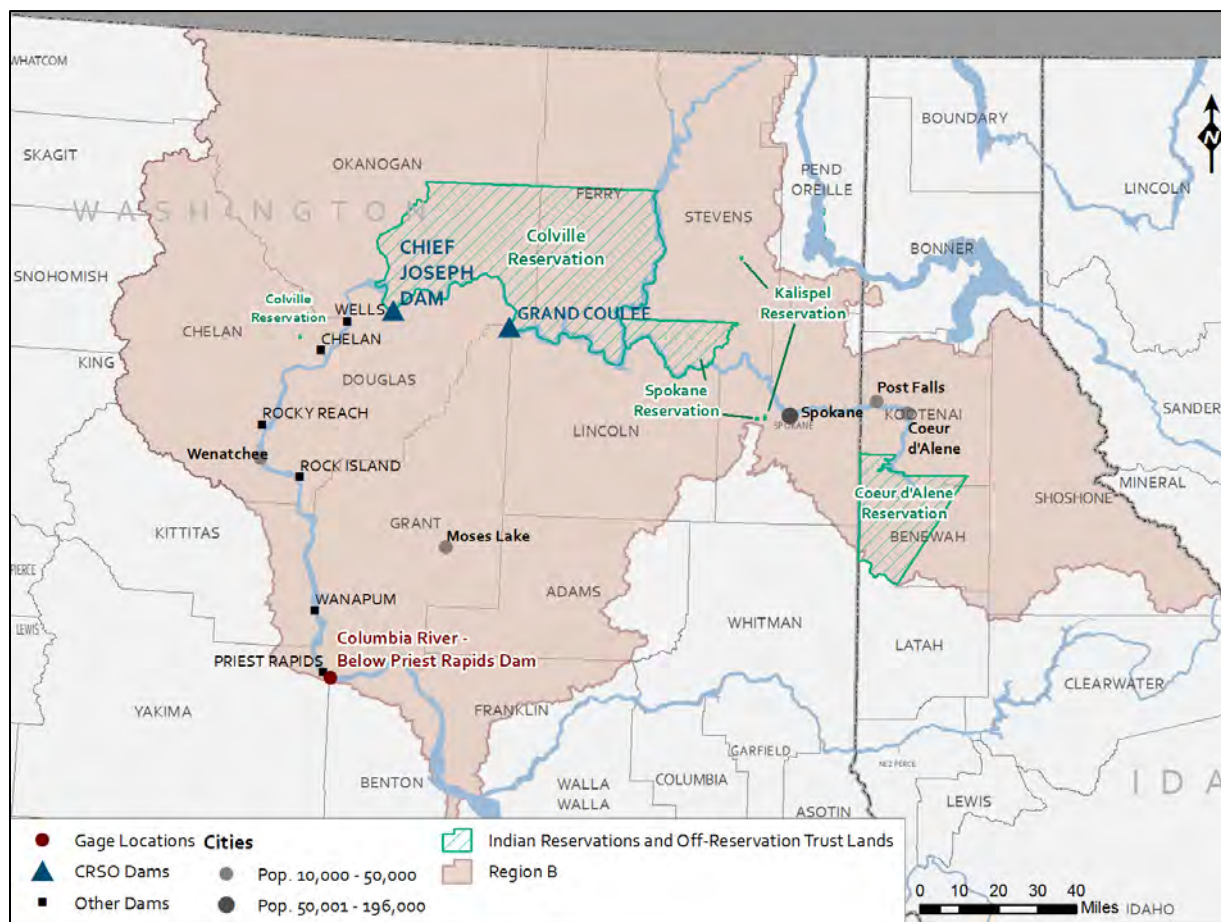 WHATCOM
SKAGIT
SNOHOMISH
KING
WASHINGTON
OKANOGAN
FERRY
STEVENS
PEND
OREILLE
BOUNDARY
N
LINCOLN
BONNER
Colville
Reservation
CHIEF
JOSEPH
DAM
GRAND COULEE
Kalispel
Reservation
Colville
Reservation
WELLS
CHELAN
CHELAN
DOUGLAS
Spokane
Reservation
Post Falls
KOOTENAI
Coeur
d'Alene
Spokane
SPOKANE
SANDER
ROCKY REACH
LINCOLN
Wenatchee
ROCK ISLAND
MINERAL
SHOSHONE
Coeur d'Alene
Reservation
BENEWAH
KITTITAS
GRANT
Moses Lake
PIERCE
ADAMS
WANAPUM
WHITMAN
LEWIS
LATAH
Columbia River -
Below Priest Rapids Dam
PRIEST RAPIDS
CLEARWATER
YAKIMA
FRANKLIN
GARFIELD
NEZ PERCE
BENTON
WALLA
WALLA
COLUMBIA
ASOTIN
LEWIS
IDA
Gage Locations
CRSO Dams
Other Dams
Cities
Pop. 10,000 - 50,000
Pop. 50,001 - 196,000
Indian Reservations and Off-Reservation Trust Lands
Region B
0 10 20 30 40
Miles
IDAHO